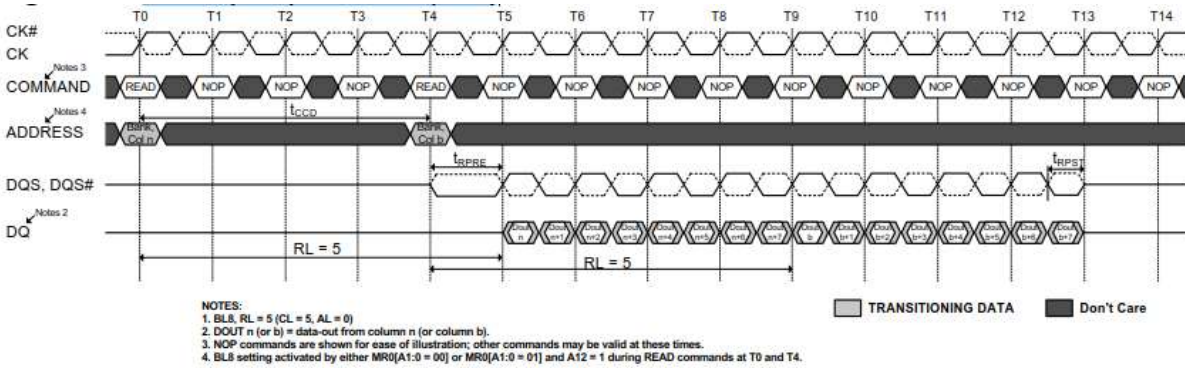 T0 T1 T2 T3 T4 T5 T6 T7 T8 T9 T10 T11 T12 T13 T14
CK#
CK
Notes 3
COMMAND READ NOP NOP NOP READ NOP NOP NOP NOP NOP NOP NOP NOP NOP NOP
tCCD
Notes 4
ADDRESS
Bank, Bank,
Col n Col b
tRPRE tRPST
DQS, DQS#
Notes 2
DQ
Dout Dout Dout Dout Dout Dout Dout Dout Dout Dout Dout Dout Dout Dout Dout Dout
n n+1 n+2 n+3 n+4 n+5 n+6 n+7 b b+1 b+2 b+3 b+4 b+5 b+6 b+7
RL = 5
RL = 5
NOTES:
1. BL8, RL = 5 (CL = 5, AL = 0)
2. DOUT n (or b) = data-out from column n (or column b).
3. NOP commands are shown for ease of illustration; other commands may be valid at these times.
4. BL8 setting activated by either MR0[A1:0 = 00] or MR0[A1:0 = 01] and A12 = 1 during READ commands at T0 and T4.
TRANSITIONING DATA Don't Care